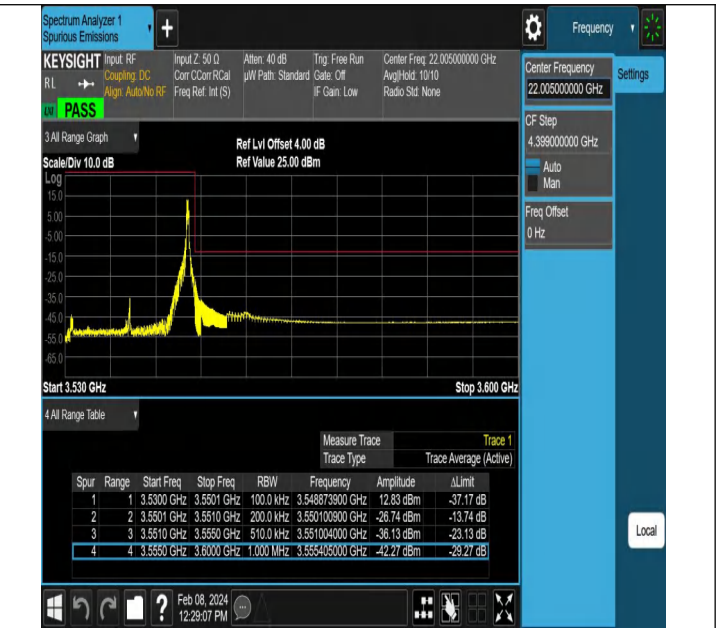 Spectrum Analyzer 1
Spurious Emissions
Frequency
KEYSIGHT
RL
PASS
Input: RF
Coupling: DC
Align: Auto/No RF
Input Z: 50 Ω
Corr CCorr RCal
Freq Ref: Int (S)
Atten: 40 dB
µW Path: Standard
Trig: Free Run
Gate: Off
IF Gain: Low
Center Freq: 22.005000000 GHz
Avg|Hold: 10/10
Radio Std: None
Center Frequency
22.005000000 GHz
Settings
CF Step
4.399000000 GHz
Auto
Man
Freq Offset
0 Hz
3 All Range Graph
Ref Lvl Offset 4.00 dB
Scale/Div 10.0 dB
Ref Value 25.00 dBm
Log
15.0
5.00
-5.00
-15.0
-25.0
-35.0
-45.0
-55.0
-65.0
Start 3.530 GHz
Stop 3.600 GHz
4 All Range Table
Measure Trace Trace 1
Trace Type Trace Average (Active)
Spur Range Start Freq Stop Freq RBW Frequency Amplitude ΔLimit
1 1 3.5300 GHz 3.5501 GHz 100.0 kHz 3.548873900 GHz 12.83 dBm -37.17 dB
2 2 3.5501 GHz 3.5510 GHz 200.0 kHz 3.550100900 GHz -26.74 dBm -13.74 dB
3 3 3.5510 GHz 3.5550 GHz 510.0 kHz 3.551004000 GHz -36.13 dBm -23.13 dB
4 4 3.5550 GHz 3.6000 GHz 1.000 MHz 3.555405000 GHz -42.27 dBm -29.27 dB
Local
Feb 08, 2024
12:29:07 PM